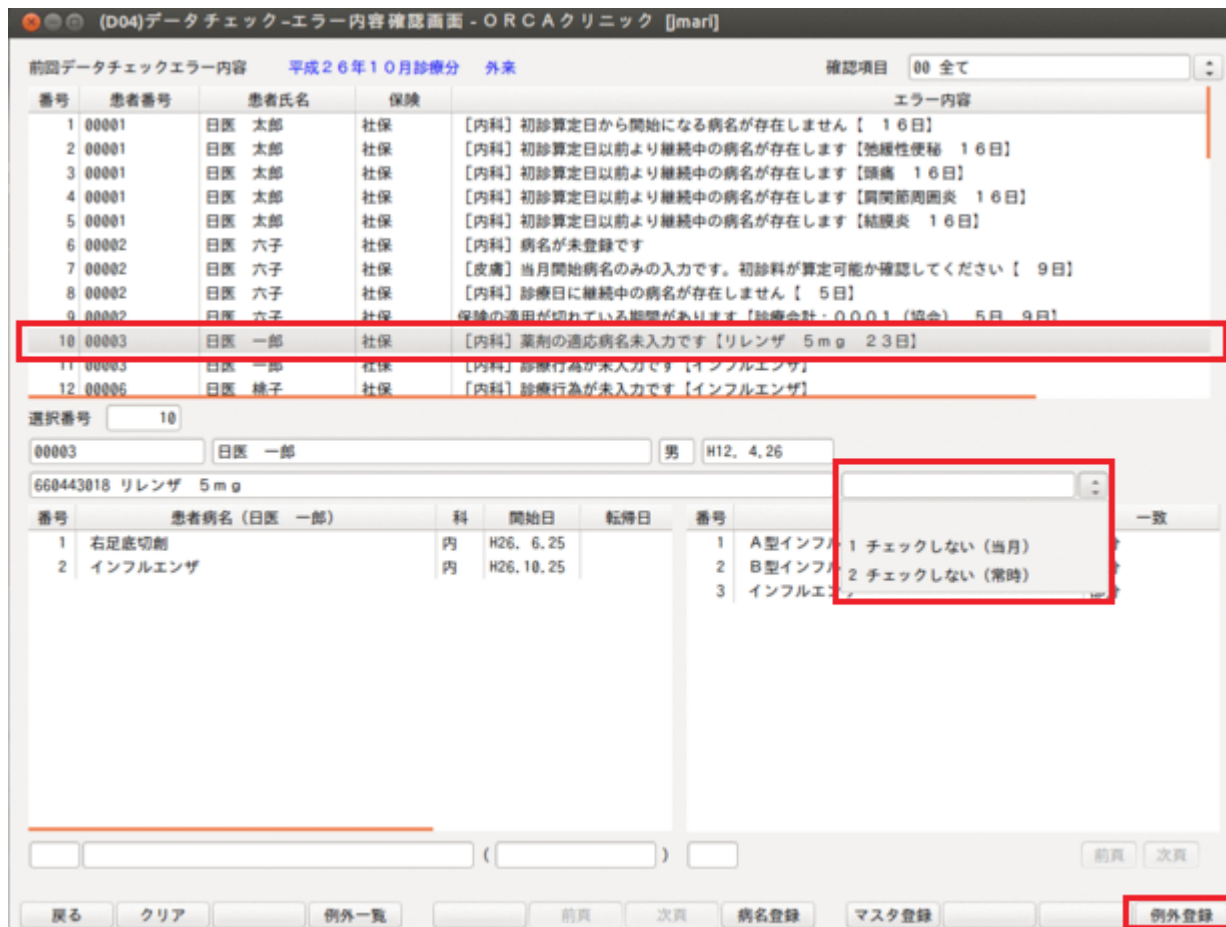 (D04)データチェック-エラー内容確認画面 - ＯＲＣＡクリニック [jmari]
前回データチェックエラー内容 平成２６年１０月診療分 外来 確認項目 00 全て
番号 患者番号 患者氏名 保険 エラー内容
1 00001 日医　太郎 社保 ［内科］初診算定日から開始になる病名が存在しません【　１６日】
2 00001 日医　太郎 社保 ［内科］初診算定日以前より継続中の病名が存在します【弛緩性便秘　１６日】
3 00001 日医　太郎 社保 ［内科］初診算定日以前より継続中の病名が存在します【頭痛　１６日】
4 00001 日医　太郎 社保 ［内科］初診算定日以前より継続中の病名が存在します【肩関節周囲炎　１６日】
5 00001 日医　太郎 社保 ［内科］初診算定日以前より継続中の病名が存在します【結膜炎　１６日】
6 00002 日医　六子 社保 ［内科］病名が未登録です
7 00002 日医　六子 社保 ［皮膚］当月開始病名のみの入力です。初診料が算定可能か確認してください【　９日】
8 00002 日医　六子 社保 ［内科］診療日に継続中の病名が存在しません【　５日】
9 00002 日医　六子 社保 保険の適用が切れている期間があります【診療会計：０００１（協会）　５日　９日】
10 00003 日医　一郎 社保 ［内科］薬剤の適応病名未入力です【リレンザ　５ｍｇ　２３日】
11 00003 日医　一郎 社保 ［内科］診療行為が未入力です【インフルエンザ】
12 00006 日医　桃子 社保 ［内科］診療行為が未入力です【インフルエンザ】
選択番号 10
00003 日医　一郎 男 H12. 4.26
660443018 リレンザ　５ｍｇ
番号 患者病名（日医　一郎） 科 開始日 転帰日 番号 一致
1 右足底切創 内 H26. 6.25 1 Ａ型インフル
2 インフルエンザ 内 H26.10.25 2 Ｂ型インフル
3 インフルエン
1 チェックしない（当月）
2 チェックしない（常時）
( )
前頁 次頁
戻る クリア 例外一覧 前頁 次頁 病名登録 マスタ登録 例外登録